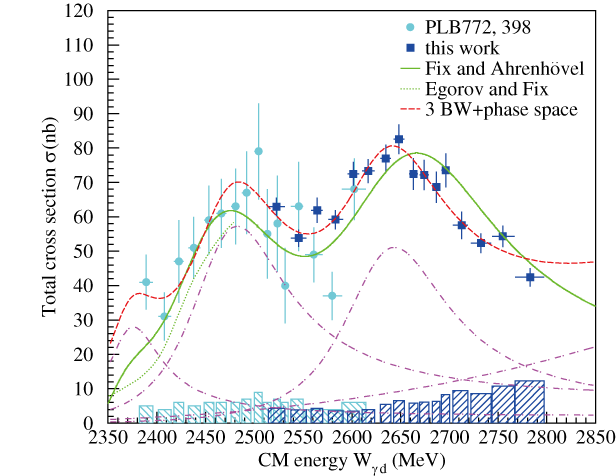 120
110
100
90
80
70
60
50
40
30
20
10
0
Total cross section σ(nb)
PLB772, 398
this work
Fix and Ahrenhövel
Egorov and Fix
3 BW+phase space
2350 2400 2450 2500 2550 2600 2650 2700 2750 2800 2850
CM energy Wγd (MeV)